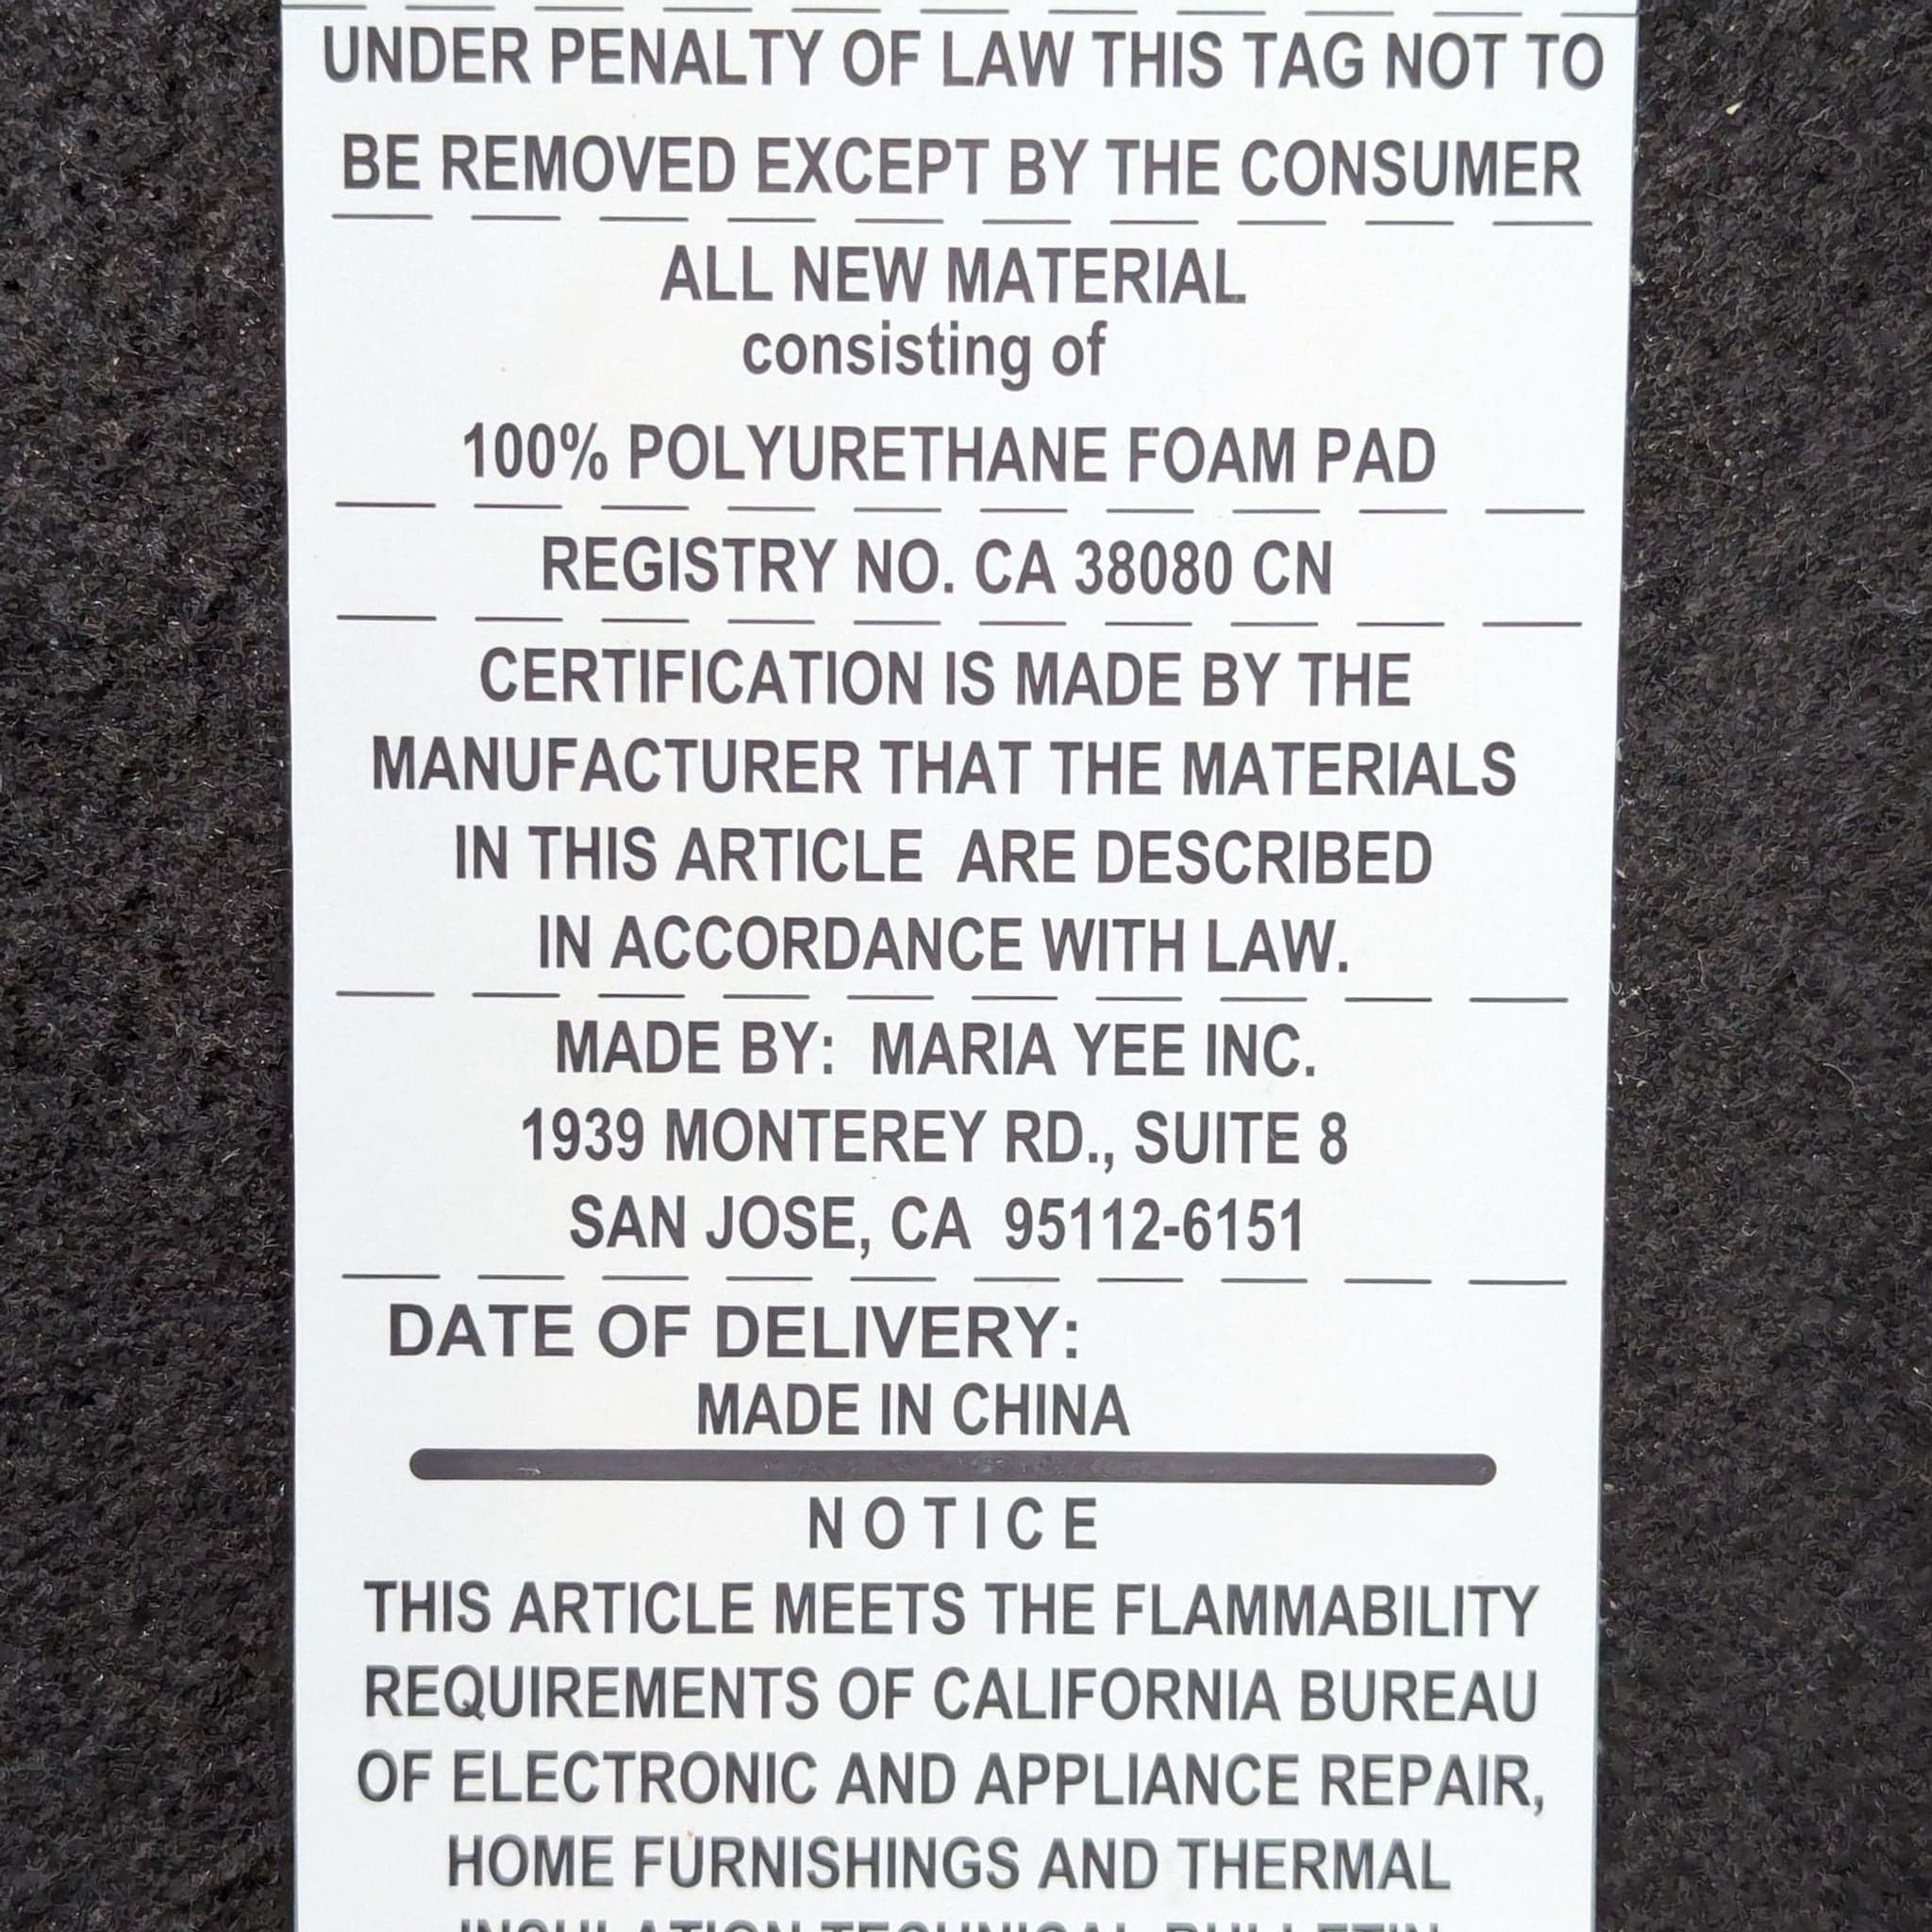 UNDER PENALTY OF LAW THIS TAG NOT TO
BE REMOVED EXCEPT BY THE CONSUMER
ALL NEW MATERIAL
consisting of
100% POLYURETHANE FOAM PAD
REGISTRY NO. CA 38080 CN
CERTIFICATION IS MADE BY THE
MANUFACTURER THAT THE MATERIALS
IN THIS ARTICLE ARE DESCRIBED
IN ACCORDANCE WITH LAW.
MADE BY: MARIA YEE INC.
1939 MONTEREY RD., SUITE 8
SAN JOSE, CA 95112-6151
DATE OF DELIVERY:
MADE IN CHINA
NOTICE
THIS ARTICLE MEETS THE FLAMMABILITY
REQUIREMENTS OF CALIFORNIA BUREAU
OF ELECTRONIC AND APPLIANCE REPAIR,
HOME FURNISHINGS AND THERMAL
INSULATION TECHNICAL BULLETIN